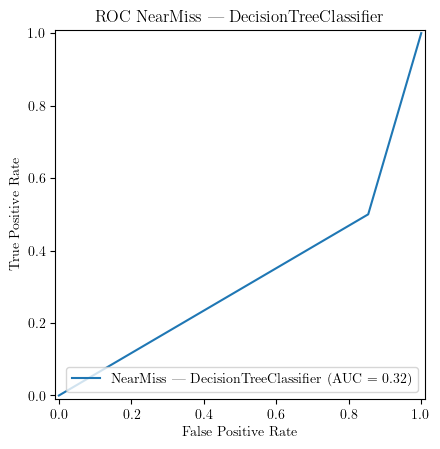 ROC NearMiss — DecisionTreeClassifier
True Positive Rate
1.0
0.8
0.6
0.4
0.2
0.0
NearMiss — DecisionTreeClassifier (AUC = 0.32)
0.0 0.2 0.4 0.6 0.8 1.0
False Positive Rate